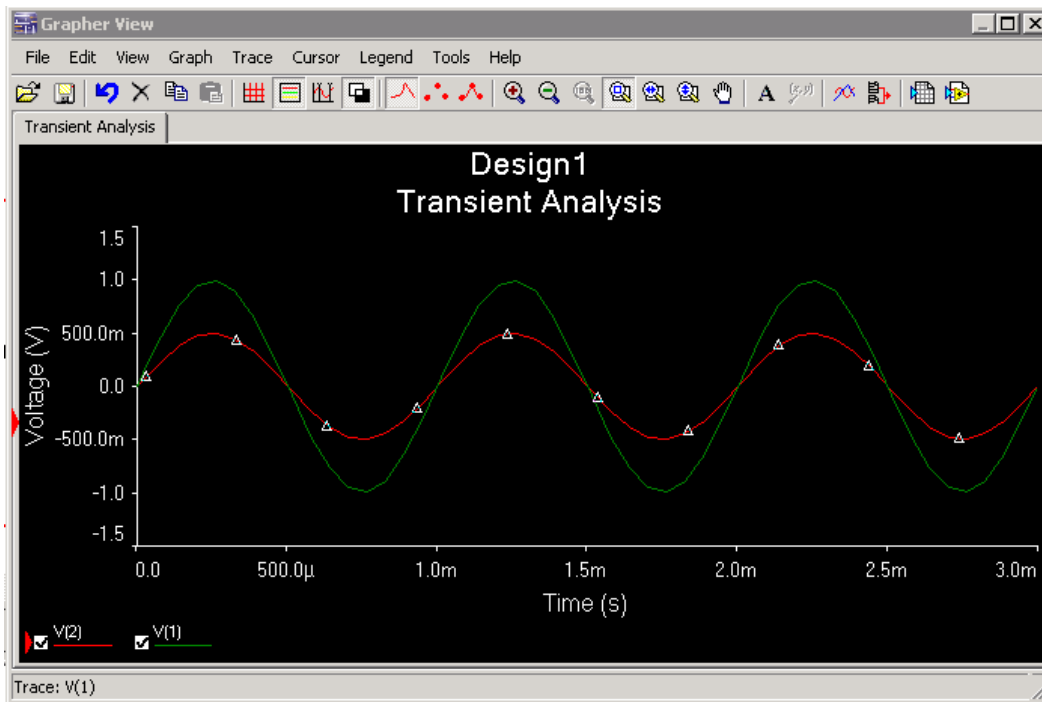 Grapher View
File Edit View Graph Trace Cursor Legend Tools Help
A
Transient Analysis
Design1
Transient Analysis
1.5
1.0
500.0m
0.0
-500.0m
-1.0
-1.5
Voltage (V)
0.0 500.0µ 1.0m 1.5m 2.0m 2.5m 3.0m
Time (s)
V(2) V(1)
Trace: V(1)